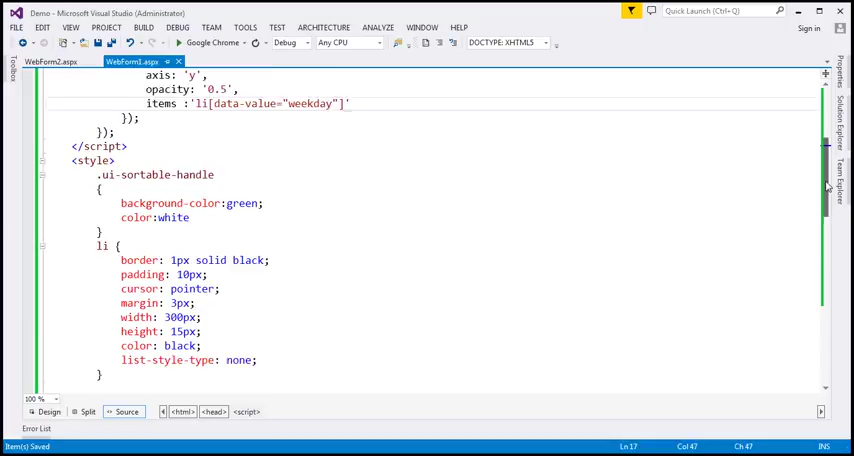 Demo - Microsoft Visual Studio (Administrator)
Quick Launch (Ctrl+Q)
FILE EDIT VIEW PROJECT BUILD DEBUG TEAM TOOLS TEST ARCHITECTURE ANALYZE WINDOW HELP
Sign in
Google Chrome Debug Any CPU DOCTYPE: XHTML5
Toolbox
WebForm2.aspx WebForm1.aspx
axis: 'y',
opacity: '0.5',
items :'li[data-value="weekday"]'
});
});
</script>
<style>
.ui-sortable-handle
{
background-color:green;
color:white
}
li {
border: 1px solid black;
padding: 10px;
cursor: pointer;
margin: 3px;
width: 300px;
height: 15px;
color: black;
list-style-type: none;
}
Properties
Solution Explorer
Team Explorer
100 %
Design Split Source <html> <head> <script>
Error List
Item(s) Saved Ln 17 Col 47 Ch 47 INS